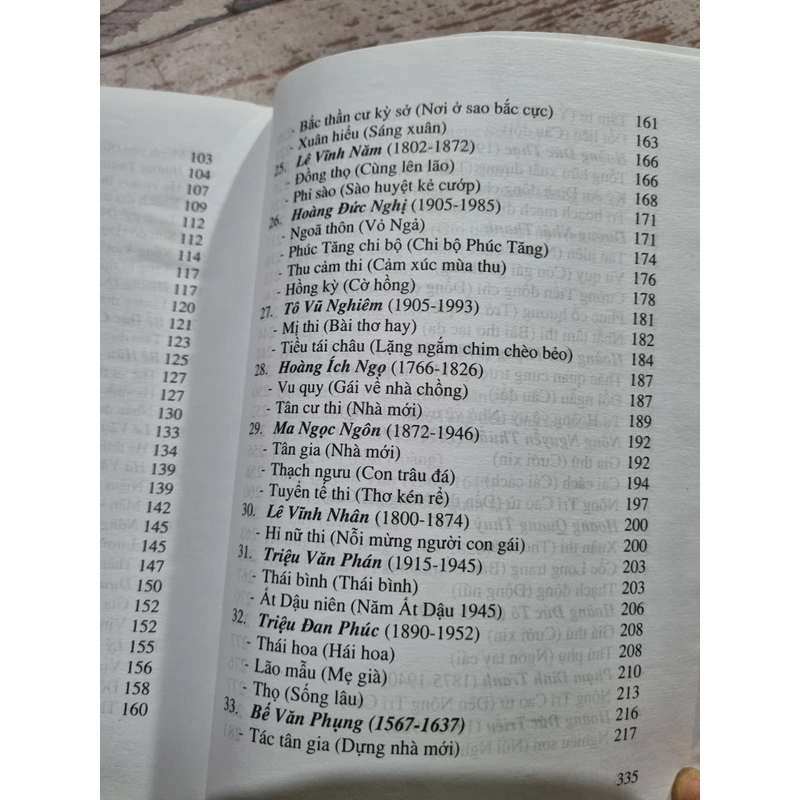 103
104
107
109
112
112
114
117
117
120
121
123
125
127
127
130
133
134
139
139
142
145
145
147
150
152
152
155
156
158
160
- Bắc thần cư kỳ sở (Nơi ở sao bắc cực) 161
- Xuân hiểu (Sáng xuân) 163
25. Lê Vĩnh Năm (1802-1872) 166
- Đồng thọ (Cùng lên lão) 166
- Phỉ sào (Sào huyệt kẻ cướp) 168
26. Hoàng Đức Nghị (1905-1985) 171
- Ngoã thôn (Vỏ Ngả) 171
- Phúc Tăng chi bộ (Chi bộ Phúc Tăng) 174
- Thu cảm thi (Cảm xúc mùa thu) 176
- Hồng kỳ (Cờ hồng) 178
27. Tô Vũ Nghiêm (1905-1993) 181
- Mị thi (Bài thơ hay) 182
- Tiều tái châu (Lặng ngắm chim chèo bẻo) 184
28. Hoàng Ích Ngọ (1766-1826) 187
- Vu quy (Gái về nhà chồng) 187
- Tân cư thi (Nhà mới) 189
29. Ma Ngọc Ngôn (1872-1946) 192
- Tân gia (Nhà mới) 192
- Thạch ngưu (Con trâu đá) 194
- Tuyển tế thi (Thơ kén rể) 197
30. Lê Vĩnh Nhân (1800-1874) 200
- Hỉ nữ thi (Nỗi mừng người con gái) 200
31. Triệu Văn Phán (1915-1945) 203
- Thái bình (Thái bình) 203
- Ất Dậu niên (Năm Ất Dậu 1945) 206
32. Triệu Đan Phúc (1890-1952) 208
- Thái hoa (Hái hoa) 208
- Lão mẫu (Mẹ già) 210
- Thọ (Sống lâu) 213
33. Bế Văn Phụng (1567-1637) 216
- Tác tân gia (Dựng nhà mới) 217
335